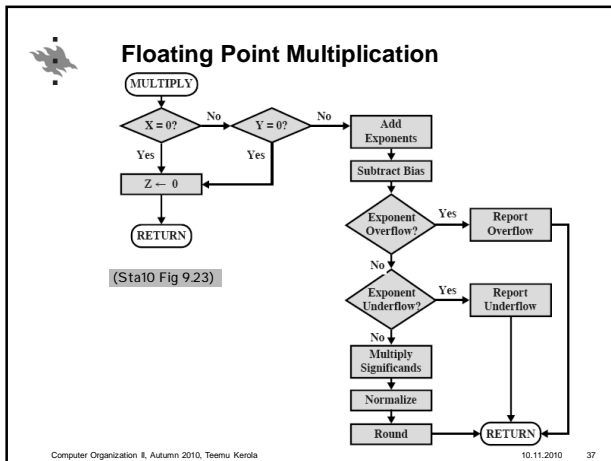 Floating Point Multiplication
MULTIPLY
X = 0?
No
Y = 0?
No
Add
Exponents
Yes
Yes
Z ← 0
Subtract Bias
RETURN
Exponent
Overflow?
Yes
Report
Overflow
(Sta10 Fig 9.23)
No
Exponent
Underflow?
Yes
Report
Underflow
No
Multiply
Significands
Normalize
Round
RETURN
Computer Organization II, Autumn 2010, Teemu Kerola
10.11.2010
37